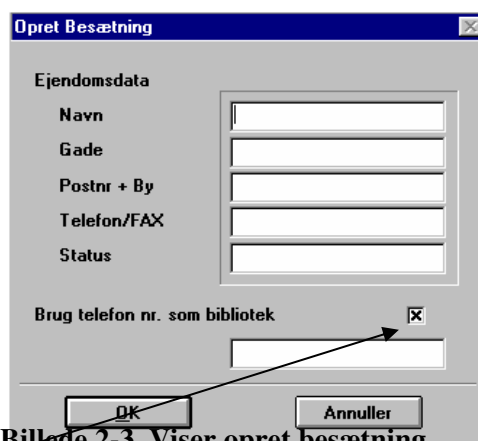 Opret Besætning
Ejendomsdata
Navn
Gade
Postnr + By
Telefon/FAX
Status
Brug telefon nr. som bibliotek
OK Annuller
Billede 2-3 Viser opret besætning